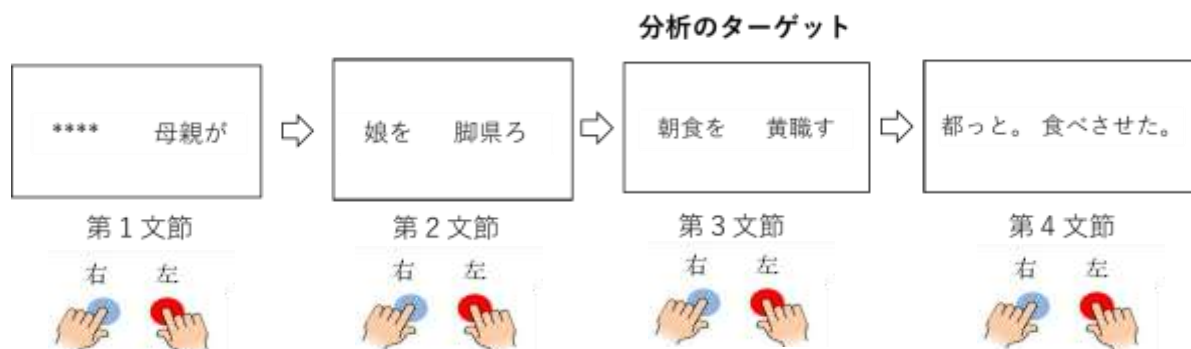 分析のターゲット
**** 母親が
娘を 脚県ろ
朝食を 黄職す
都っと。 食べさせた。
第1文節
第2文節
第3文節
第4文節
右 左
右 左
右 左
右 左